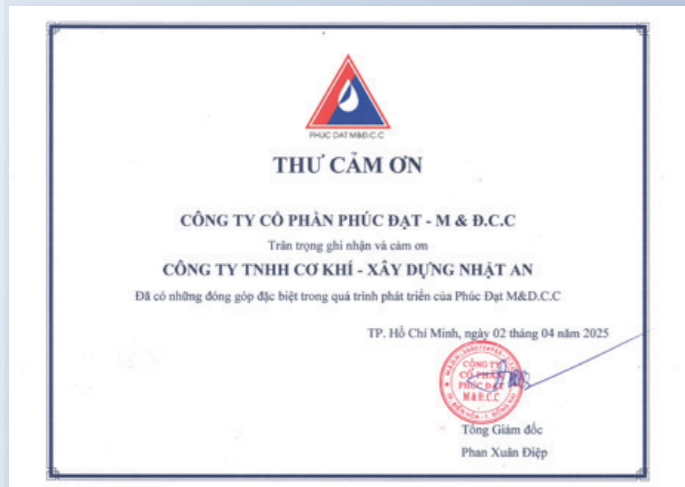 PHUC DAT M&Đ.C.C
THƯ CẢM ƠN
CÔNG TY CỔ PHẦN PHÚC ĐẠT - M & Đ.C.C
Trân trọng ghi nhận và cảm ơn
CÔNG TY TNHH CƠ KHÍ - XÂY DỰNG NHẬT AN
Đã có những đóng góp đặc biệt trong quá trình phát triển của Phúc Đạt M&D.C.C
TP. Hồ Chí Minh, ngày 02 tháng 04 năm 2025
CÔNG TY
CỔ PHẦN
PHÚC ĐẠT
M&Đ.C.C
Tổng Giám đốc
Phan Xuân Điệp